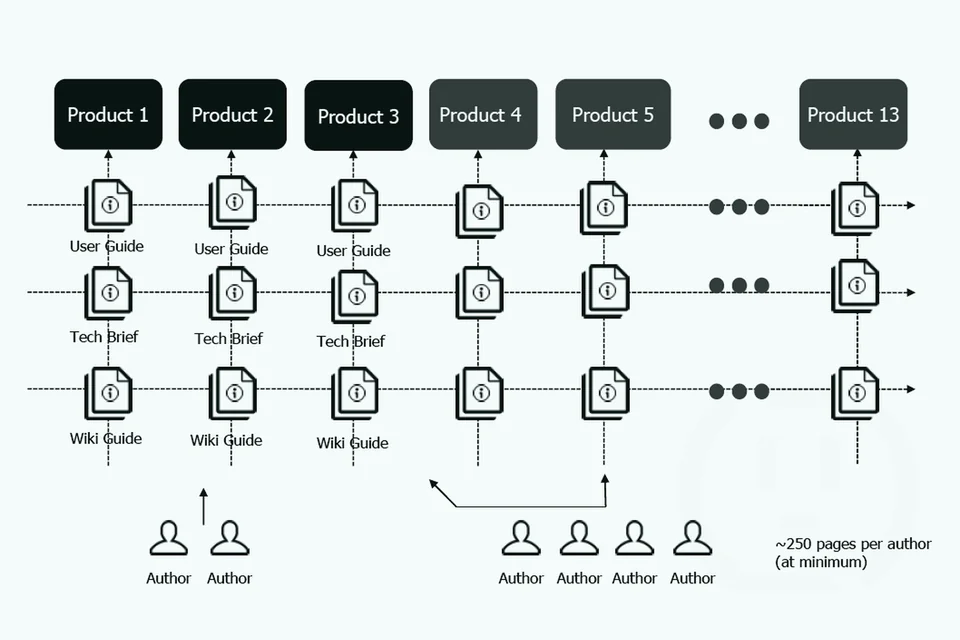 Product 1
Product 2
Product 3
Product 4
Product 5
Product 13
User Guide
User Guide
User Guide
Tech Brief
Tech Brief
Tech Brief
Wiki Guide
Wiki Guide
Wiki Guide
Author
Author
Author
Author
Author
Author
~250 pages per author
(at minimum)